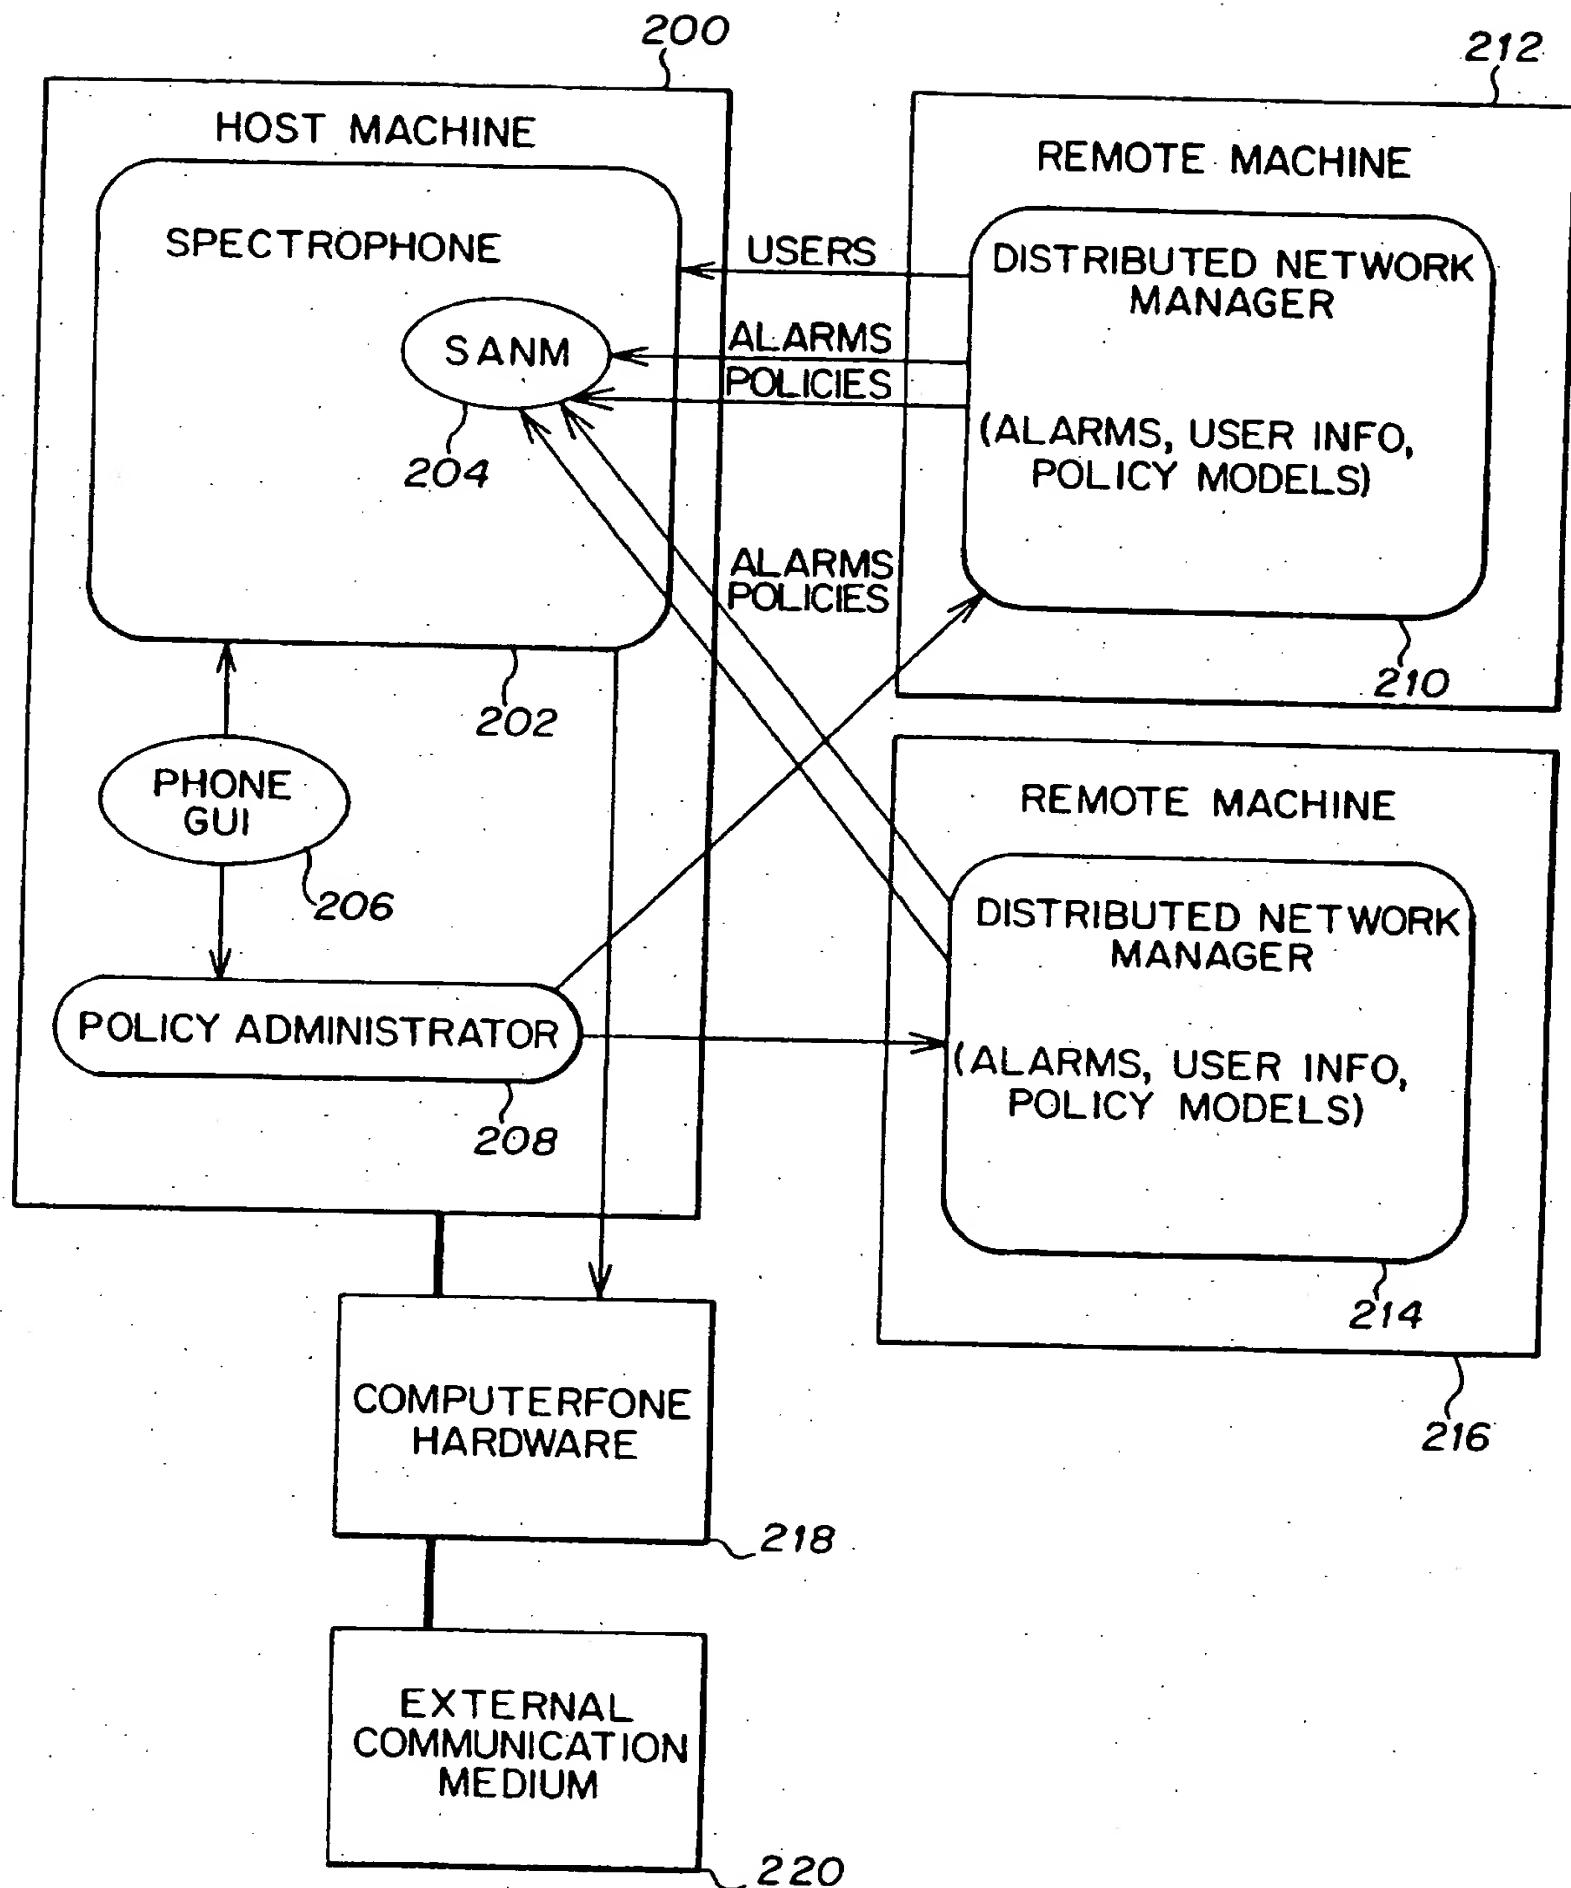 200
212
HOST MACHINE
REMOTE MACHINE
SPECTROPHONE
USERS
DISTRIBUTED NETWORK
MANAGER
SANM
ALARMS
POLICIES
204
(ALARMS, USER INFO,
POLICY MODELS)
ALARMS
POLICIES
210
202
PHONE
GUI
REMOTE MACHINE
206
DISTRIBUTED NETWORK
MANAGER
POLICY ADMINISTRATOR
(ALARMS, USER INFO,
POLICY MODELS)
208
214
COMPUTERFONE
HARDWARE
216
218
EXTERNAL
COMMUNICATION
MEDIUM
220